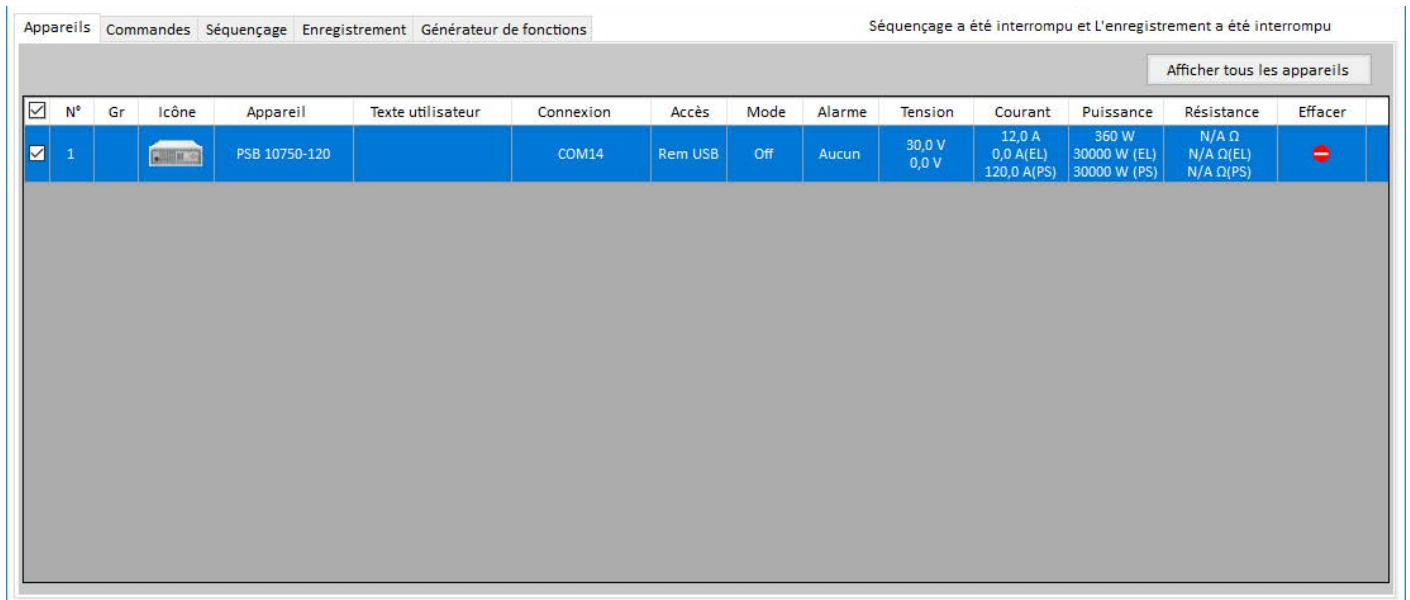 Appareils Commandes Séquençage Enregistrement Générateur de fonctions Séquençage a été interrompu et L'enregistrement a été interrompu
Afficher tous les appareils
N° Gr Icône Appareil Texte utilisateur Connexion Accès Mode Alarme Tension Courant Puissance Résistance Effacer
1 PSB 10750-120 COM14 Rem USB Off Aucun
30,0 V
0,0 V
12,0 A
0,0 A(EL)
120,0 A(PS)
360 W
30000 W (EL)
30000 W (PS)
N/A Ω
N/A Ω(EL)
N/A Ω(PS)